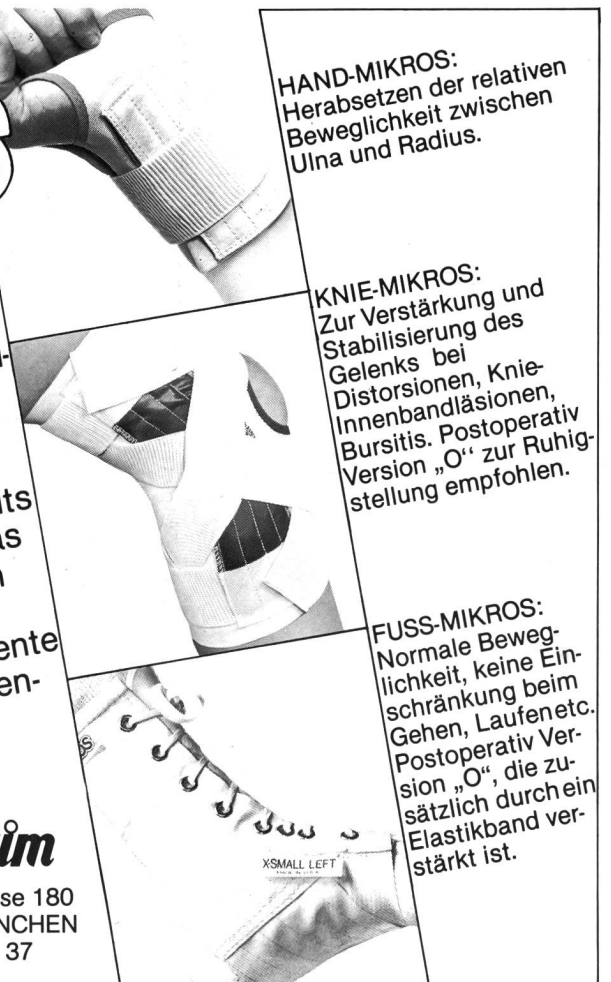 HAND-MIKROS:
Herabsetzen der relativen
Beweglichkeit zwischen
Ulna und Radius.
KNIE-MIKROS:
Zur Verstärkung und
Stabilisierung des
Gelenks bei
Distorsionen, Knie-
Innenbandläsionen,
Bursitis. Postoperativ
Version „O“ zur Ruhig-
stellung empfohlen.
FUSS-MIKROS:
Normale Beweg-
lichkeit, keine Ein-
schränkung beim
Gehen, Laufen etc.
Postoperativ Ver-
sion „O“, die zu-
sätzlich durch ein
Elastikband ver-
stärkt ist.
X-SMALL LEFT
180
37